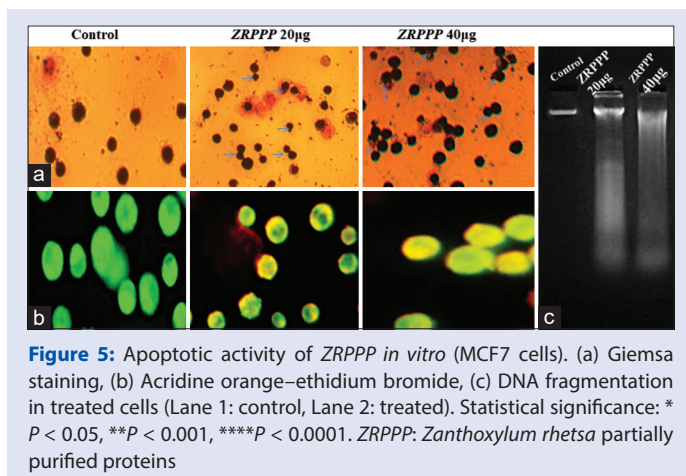 Control ZRPPP 20µg ZRPPP 40µg
Control
ZRPPP
20µg
ZRPPP
40µg
a
b
c
Figure 5: Apoptotic activity of ZRPPP in vitro (MCF7 cells). (a) Giemsa
staining, (b) Acridine orange–ethidium bromide, (c) DNA fragmentation
in treated cells (Lane 1: control, Lane 2: treated). Statistical significance: *
P < 0.05, **P < 0.001, ****P < 0.0001. ZRPPP: Zanthoxylum rhetsa partially
purified proteins